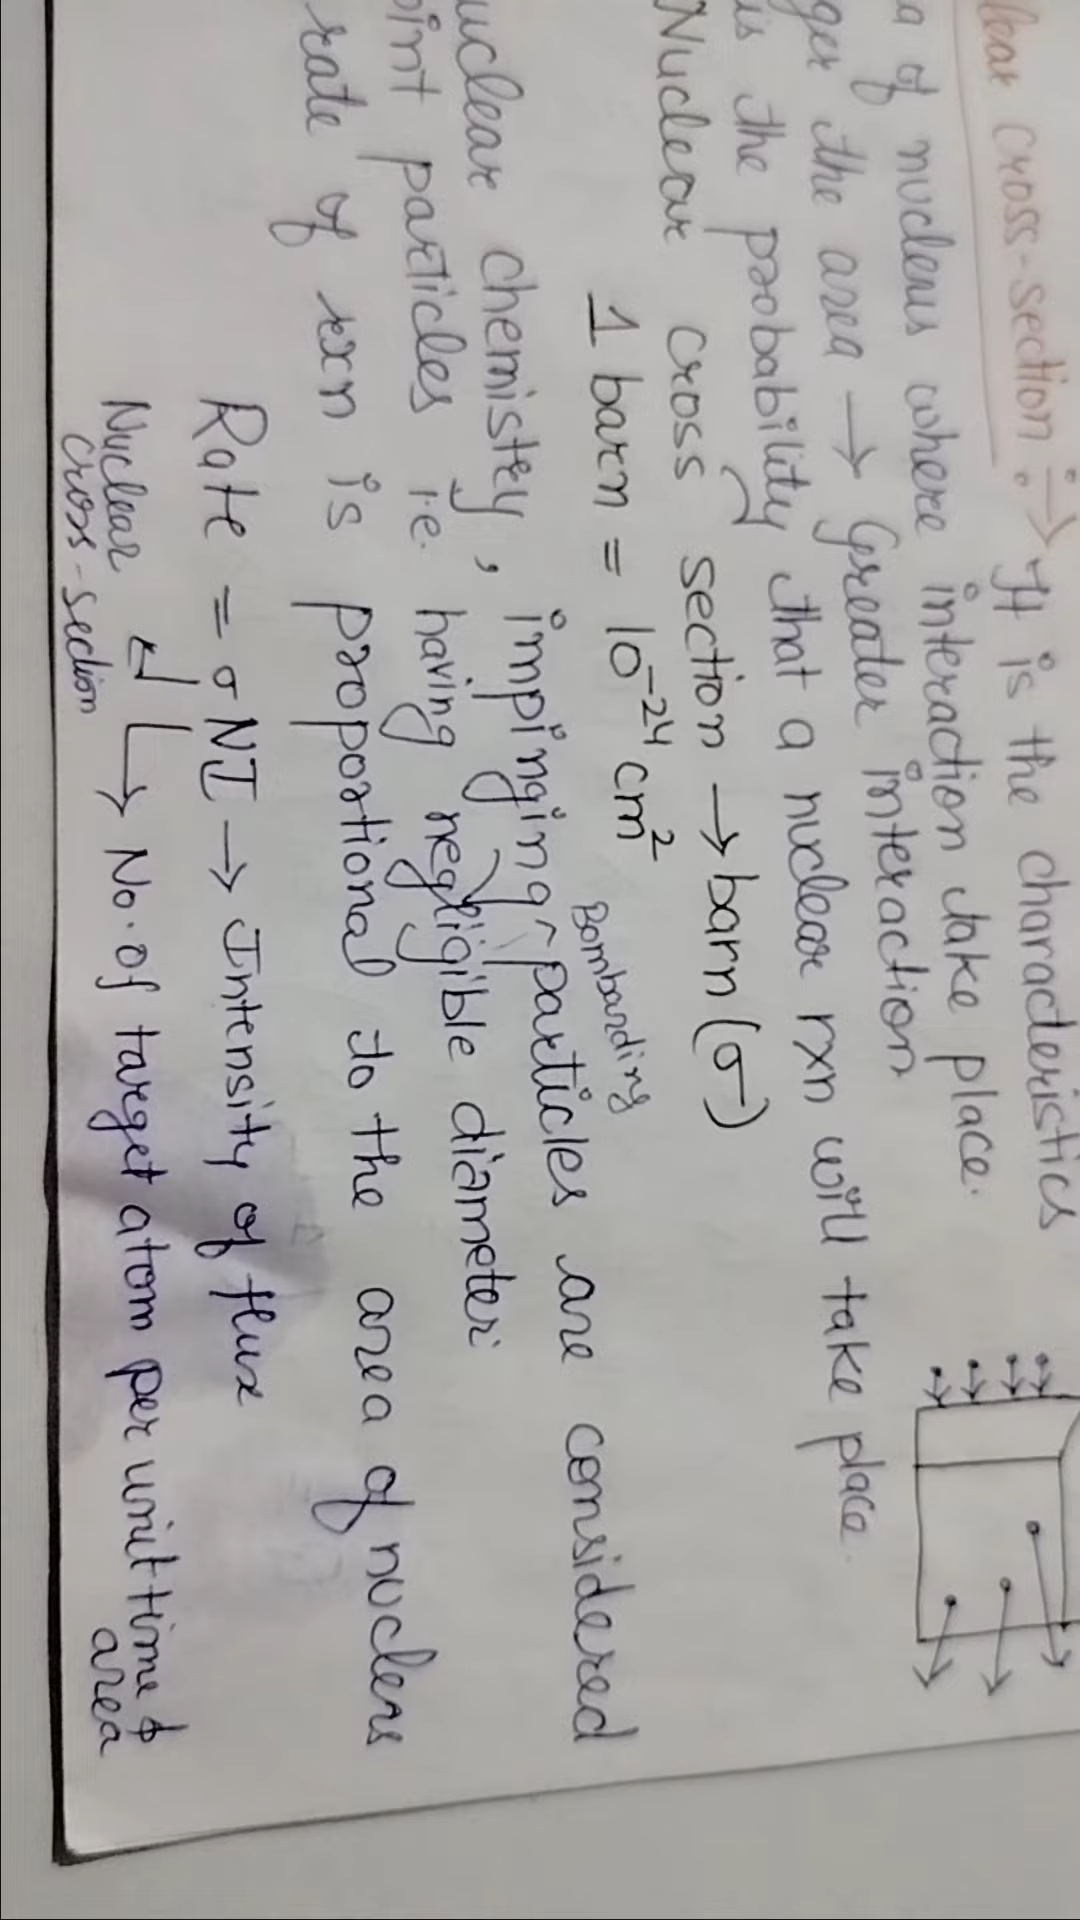 lear cross-section :→ It is the characteristics
a of nucleus where interaction take place.
ger the area → Greater interaction
is the probability that a nuclear rxn will take place.
Nuclear cross section → barn (σ)
1 barn = 10⁻²⁴ cm²
Bombarding
uclear chemistry, impinging ^ particles are considered
oint particles i.e. having negligible diameter
rate of rxn is proportional to the area of nucleus
Rate = σ NI → Intensity of flux
Nuclear cross-section
No. of target atom per unit time & area